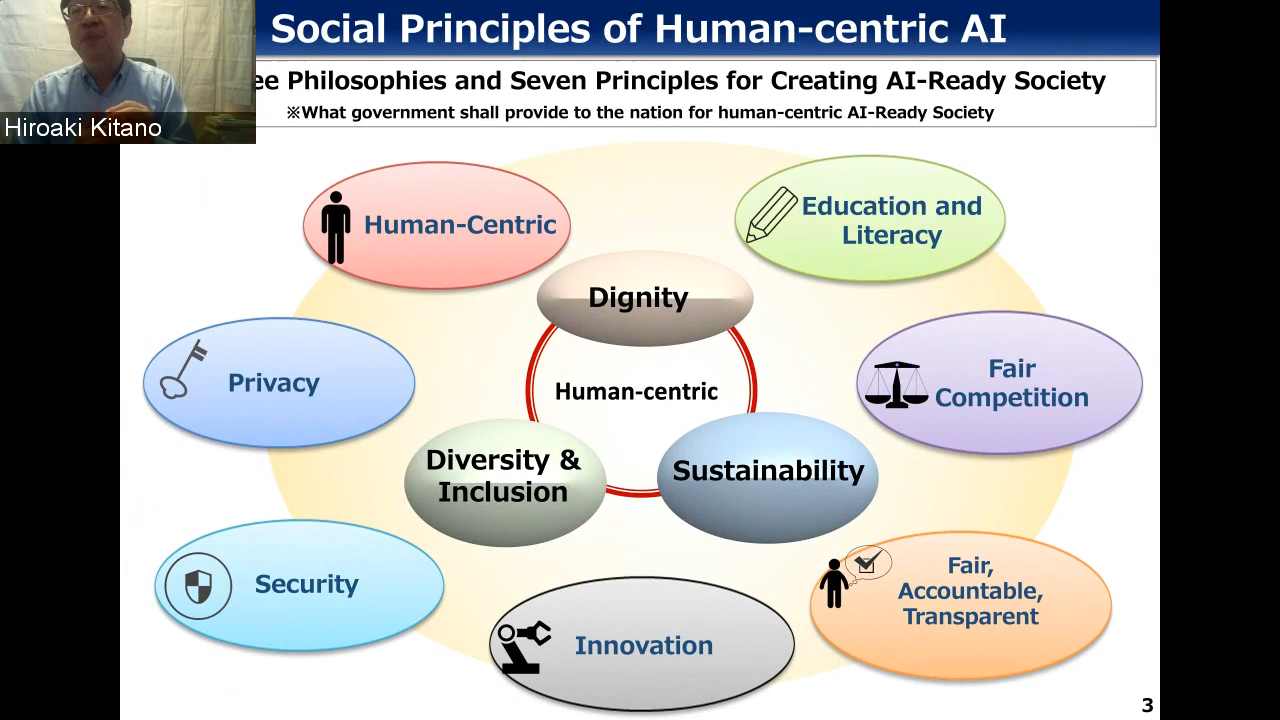 Social Principles of Human-centric AI
ee Philosophies and Seven Principles for Creating AI-Ready Society
※What government shall provide to the nation for human-centric AI-Ready Society
Hiroaki Kitano
Human-Centric
Education and
Literacy
Dignity
Privacy
Human-centric
Fair
Competition
Diversity &
Inclusion
Sustainability
Security
Innovation
Fair,
Accountable,
Transparent
3